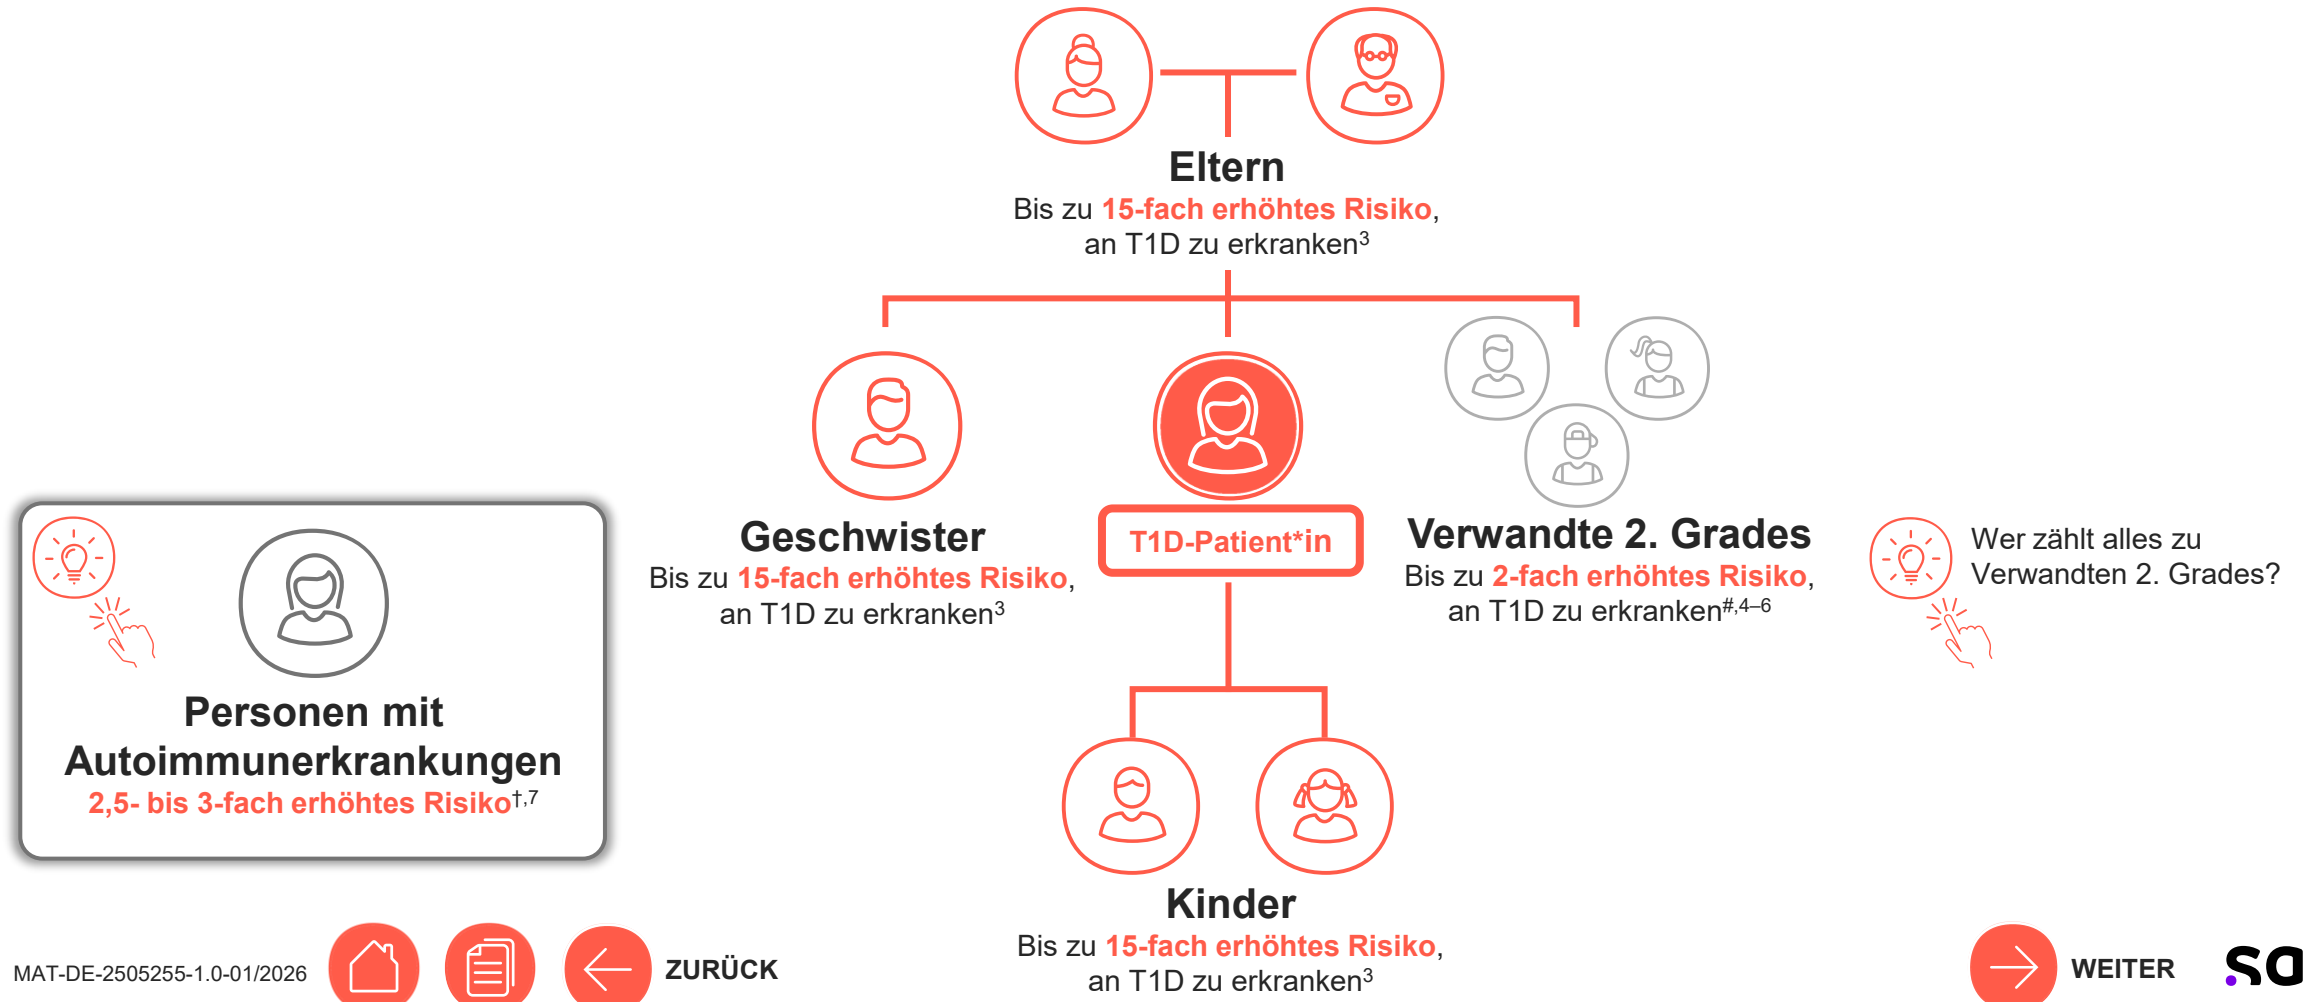 Eltern
Bis zu 15-fach erhöhtes Risiko,
an T1D zu erkranken³
Geschwister
Bis zu 15-fach erhöhtes Risiko,
an T1D zu erkranken³
T1D-Patient*in
Verwandte 2. Grades
Bis zu 2-fach erhöhtes Risiko,
an T1D zu erkranken#,4–6
Wer zählt alles zu
Verwandten 2. Grades?
Personen mit
Autoimmunerkrankungen
2,5- bis 3-fach erhöhtes Risiko†,7
Kinder
Bis zu 15-fach erhöhtes Risiko,
an T1D zu erkranken³
MAT-DE-2505255-1.0-01/2026
ZURÜCK
WEITER